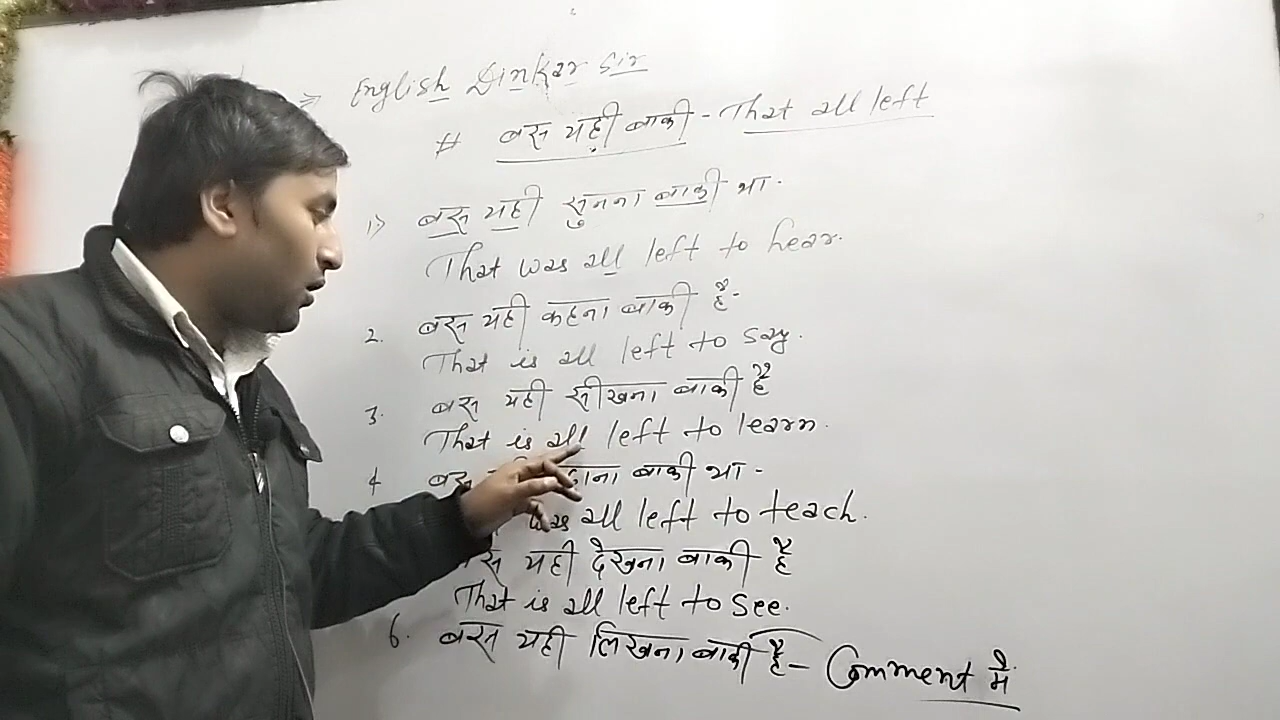 ⇒ English Dinkar Sir
# बस यही बाकी - That all left
1) बस यही सुनना बाकी था.
That was all left to hear.
2. बस यही कहना बाकी है-
That is all left to say.
3. बस यही सीखना बाकी है
That is all left to learn.
4 बस बाकी था -
was all left to teach.
यही देखना बाकी है
That is all left to see.
6. बस यही लिखना बाकी है - Comment में